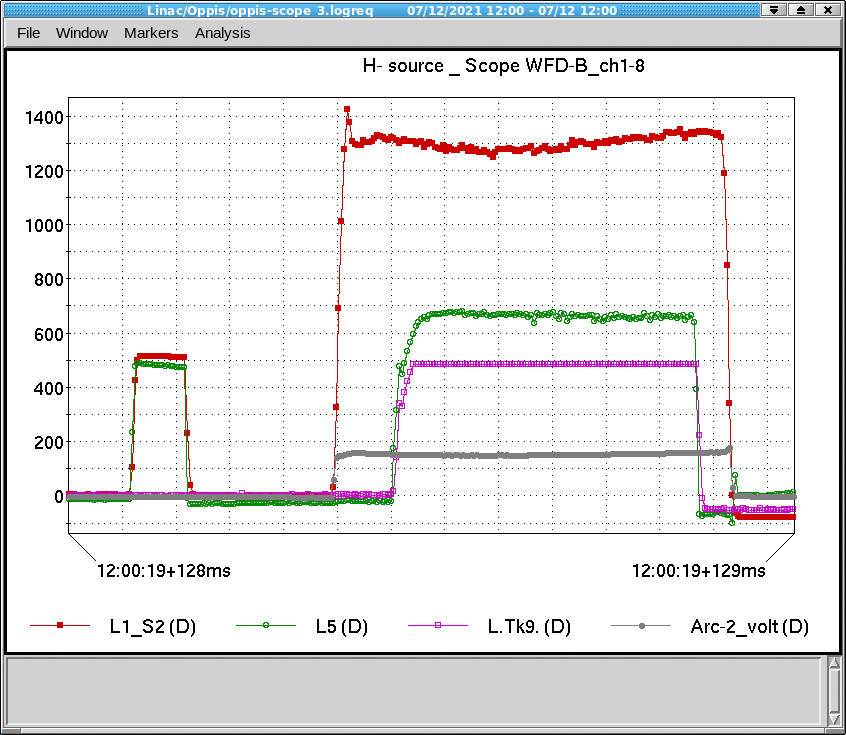 Linac/Oppis/oppis-scope 3.logreq 07/12/2021 12:00 - 07/12 12:00
File Window Markers Analysis
H- source _ Scope WFD-B_ch1-8
1400
1200
1000
800
600
400
200
0
12:00:19+128ms 12:00:19+129ms
L1_S2 (D) L5 (D) L.Tk9. (D) Arc-2_volt (D)